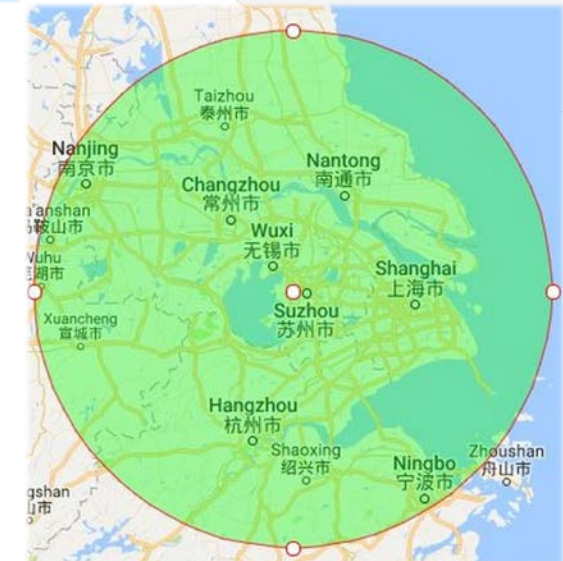 Taizhou
泰州市
Nanjing
南京市
Nantong
南通市
Changzhou
常州市
a'anshan
马鞍山市
Wuxi
无锡市
Wuhu
芜湖市
Shanghai
上海市
Suzhou
苏州市
Xuancheng
宣城市
Hangzhou
杭州市
Shaoxing
绍兴市
Ningbo
宁波市
Zhoushan
舟山市
gshan
山市